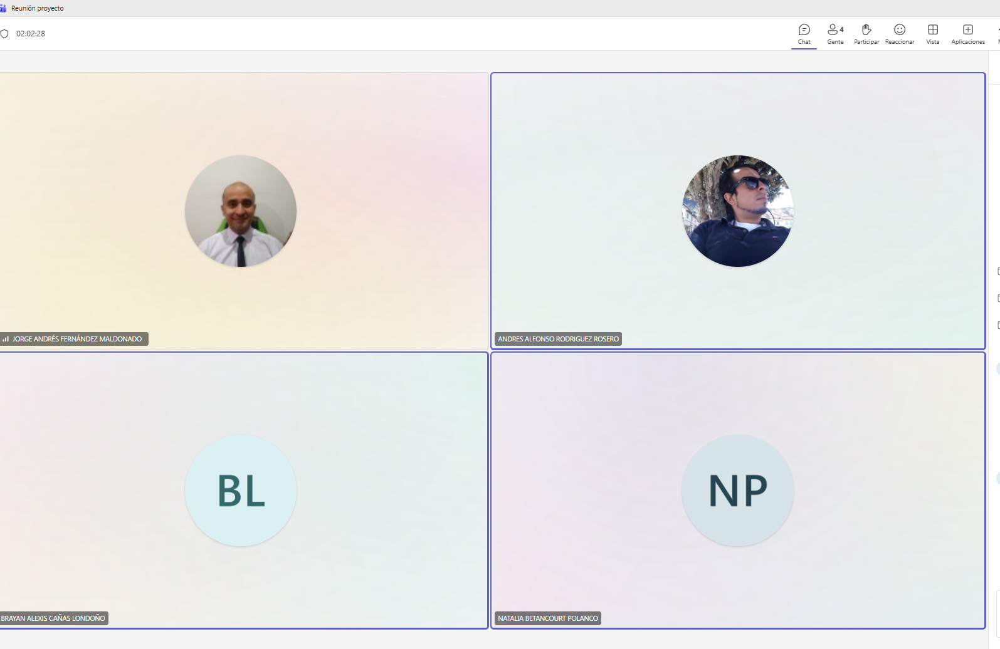 Reunión proyecto
02:02:28
Chat
4
Gente
Participar
Reaccionar
Vista
Aplicaciones
JORGE ANDRÉS FERNÁNDEZ MALDONADO
ANDRES ALFONSO RODRIGUEZ ROSERO
BL
NP
BRAYAN ALEXIS CAÑAS LONDOÑO
NATALIA BETANCOURT POLANCO